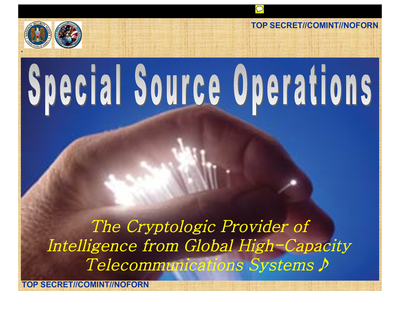 TOP SECRET//COMINT//NOFORN
Special Source Operations
The Cryptologic Provider of
Intelligence from Global High-Capacity
Telecommunications Systems
TOP SECRET//COMINT//NOFORN